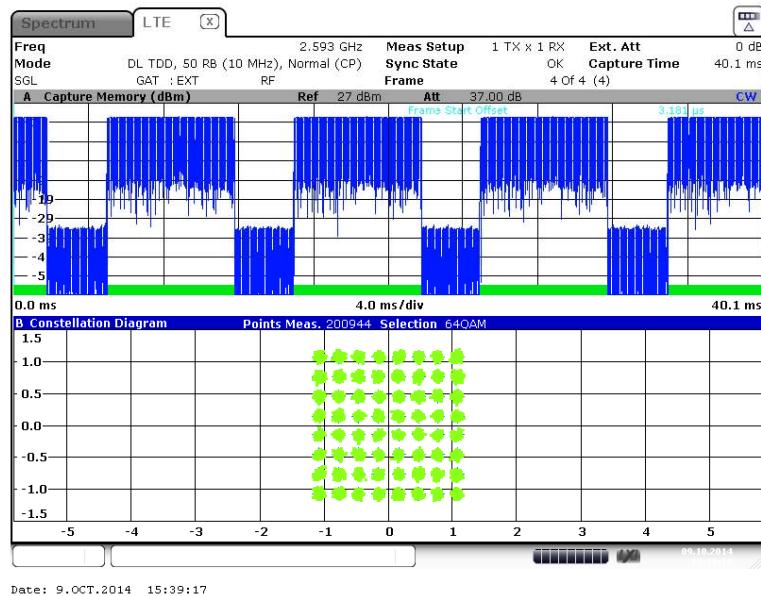 Spectrum LTE X
Freq 2.593 GHz Meas Setup 1 TX x 1 RX Ext. Att 0 dB
Mode DL TDD, 50 RB (10 MHz), Normal (CP) Sync State OK Capture Time 40.1 ms
SGL GAT : EXT RF Frame 4 Of 4 (4)
A Capture Memory (dBm) Ref 27 dBm Att 37.00 dB CW
Frame Start Offset 3.181 µs
-19
-29
-3
-4
-5
0.0 ms 4.0 ms/div 40.1 ms
B Constellation Diagram Points Meas. 200944 Selection 64QAM
1.5
1.0
0.5
0.0
-0.5
-1.0
-1.5
-5 -4 -3 -2 -1 0 1 2 3 4 5
09.10.2014
Date: 9.OCT.2014 15:39:17